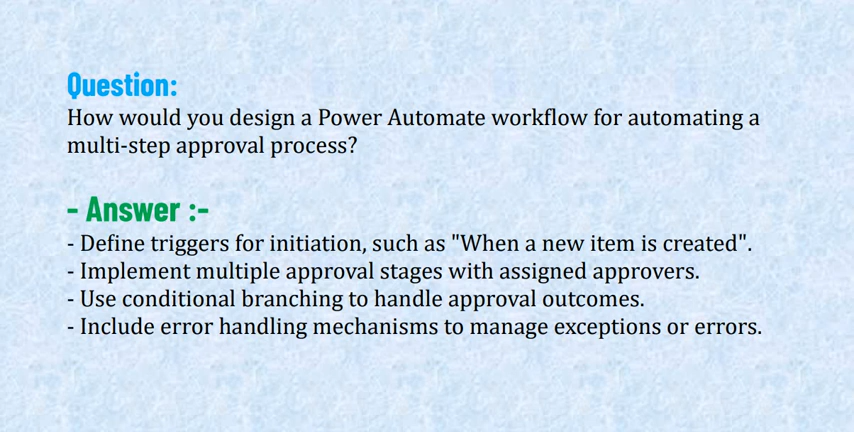 Question:
How would you design a Power Automate workflow for automating a
multi-step approval process?
- Answer :-
- Define triggers for initiation, such as "When a new item is created".
- Implement multiple approval stages with assigned approvers.
- Use conditional branching to handle approval outcomes.
- Include error handling mechanisms to manage exceptions or errors.